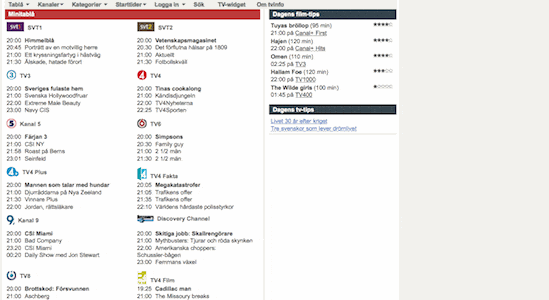 Tablå Kanaler Kategorier Starttider Logga in Sök TV-widget Om tvinfo
Minitablå
SVT1
20:00 Himmelblå
20:45 Porträtt av en motvillig herre
21:00 Ett kryssningsfartyg i hästväg
21:30 Älskade, hatade förort
SVT2
20:00 Vetenskapsmagasinet
20:30 Det förflutna hälsar på 1809
21:00 Aktuellt
21:30 Fotbollskväll
TV3
20:00 Sveriges fulaste hem
21:00 Svenska Hollywoodfruar
22:00 Extreme Male Beauty
23:00 Navy CIS
TV4
20:00 Tinas cookalong
21:00 Kändisdjungeln
22:00 TV4Nyheterna
22:25 TV4Sporten
Kanal 5
20:00 Färjan 3
21:00 CSI NY
21:58 Roast på Berns
23:01 Seinfeld
TV6
20:00 Simpsons
20:30 Family guy
21:00 2 1/2 män
21:30 2 1/2 män
TV4 Plus
20:00 Mannen som talar med hundar
21:00 Djurräddarna på Nya Zeeland
21:30 Vinnare Plus
22:00 Jordan, rättsläkare
TV4 Fakta
20:05 Megakatastrofer
21:05 Trafikens offer
21:35 Trafikens offer
22:10 Världens hårdaste polisstyrkor
Kanal 9
20:00 CSI Miami
21:00 Bad Company
23:20 CSI Miami
00:20 Daily Show med Jon Stewart
Discovery Channel
20:00 Skitiga jobb: Skallrengörare
21:00 Mythbusters: Tjurar och röda skynken
22:00 Amerikanska choppers:
Schussler-bågen
23:00 Femmans växel
TV8
20:00 Brottskod: Försvunnen
21:00 Blendad
TV4 Film
19:25 Cadillac man
21:00 The Missoury breaks
Dagens film-tips
Tuyas bröllop (95 min)
21:00 på Canal+ First
Hajen (120 min)
22:00 på Canal+ Hits
Omen (110 min)
02:25 på TV3
Hallam Foe (120 min)
22:00 på TV1000
The Wilde girls (100 min)
01:45 på TV400
Dagens tv-tips
Livet 30 år efter kriget
Tre svenskor som lever drömlivet